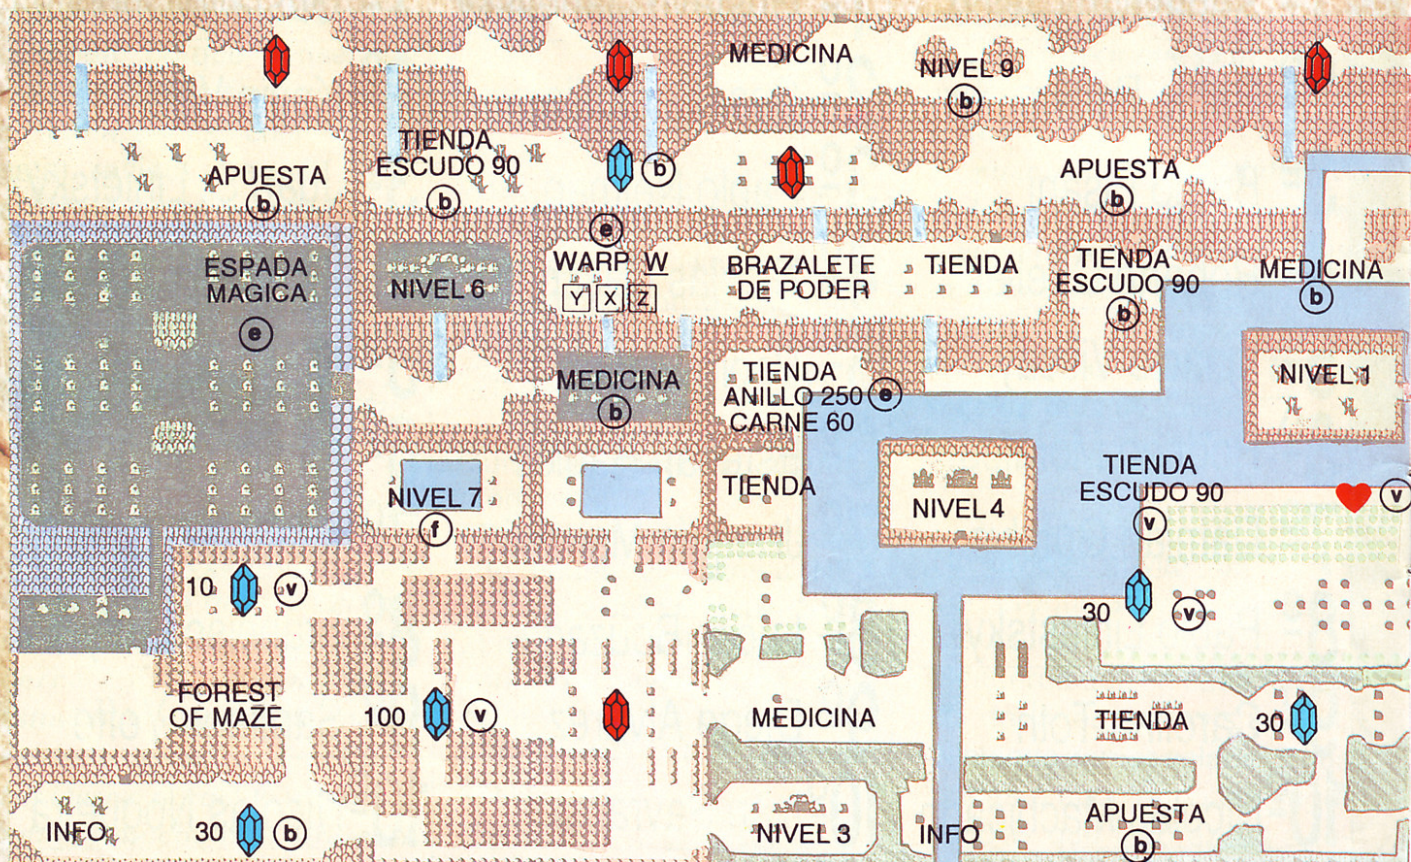 MEDICINA
NIVEL 9
b
TIENDA
ESCUDO 90
b
b
APUESTA
b
APUESTA
b
e
ESPADA
MAGICA
e
NIVEL 6
WARP W
Y X Z
BRAZALETE
DE PODER
TIENDA
TIENDA
ESCUDO 90
b
MEDICINA
b
MEDICINA
b
TIENDA
ANILLO 250 e
CARNE 60
NIVEL 1
NIVEL 7
f
TIENDA
NIVEL 4
TIENDA
ESCUDO 90
v
v
10 v
30 v
FOREST
OF MAZE
100 v
MEDICINA
TIENDA
30
INFO
30 b
NIVEL 3
INFO
APUESTA
b